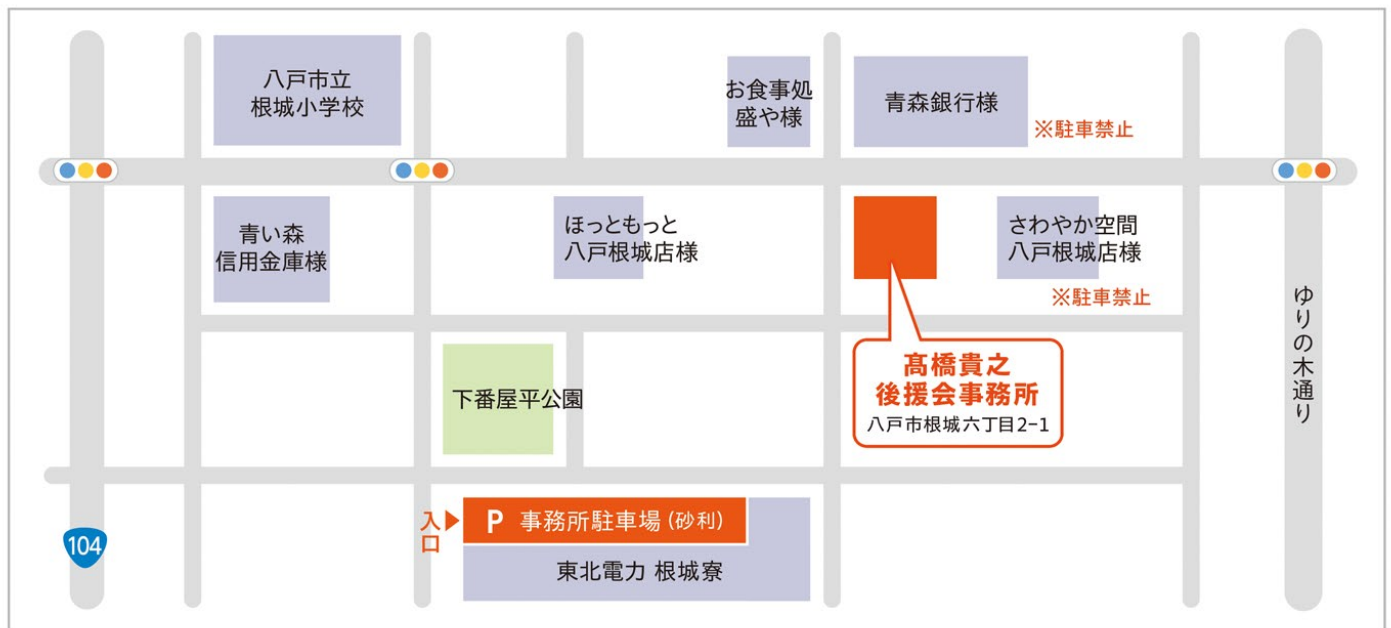 八戸市立
根城小学校
お食事処
盛や様
青森銀行様
※駐車禁止
青い森
信用金庫様
ほっともっと
八戸根城店様
さわやか空間
八戸根城店様
※駐車禁止
ゆりの木通り
髙橋貴之
後援会事務所
八戸市根城六丁目2-1
下番屋平公園
104
入口
P 事務所駐車場(砂利)
東北電力 根城寮